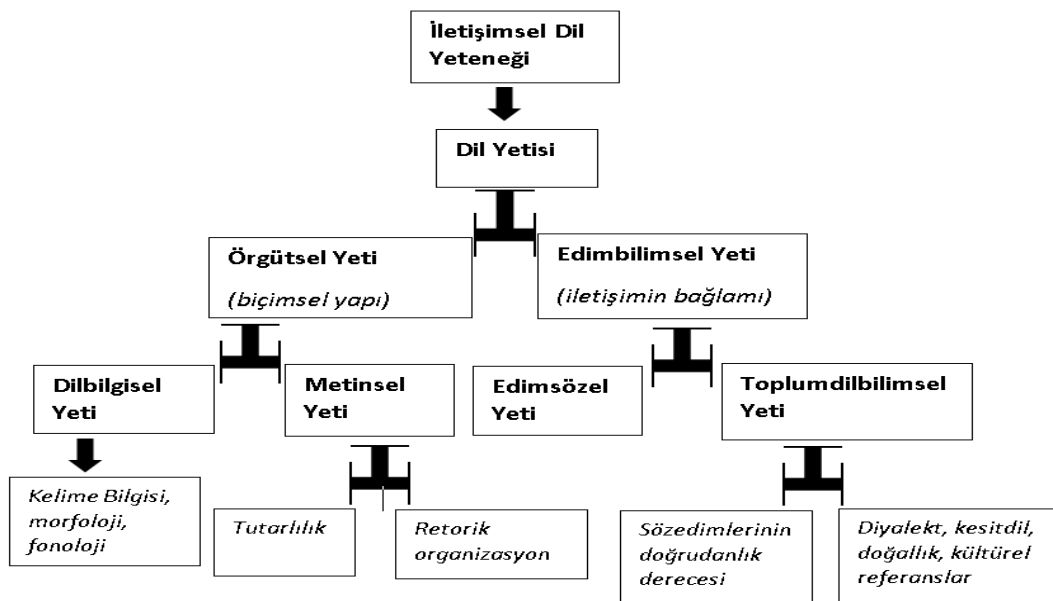 İletişimsel Dil
Yeteneği
Dil Yetisi
Örgütsel Yeti
(biçimsel yapı)
Edimbilimsel Yeti
(iletişimin bağlamı)
Dilbilgisel
Yeti
Metinsel
Yeti
Edimsözel
Yeti
Toplumdilbilimsel
Yeti
Kelime Bilgisi,
morfoloji,
fonoloji
Tutarlılık
Retorik
organizasyon
Sözedimlerinin
doğrudanlık
derecesi
Diyalekt, kesitdil,
doğallık, kültürel
referanslar